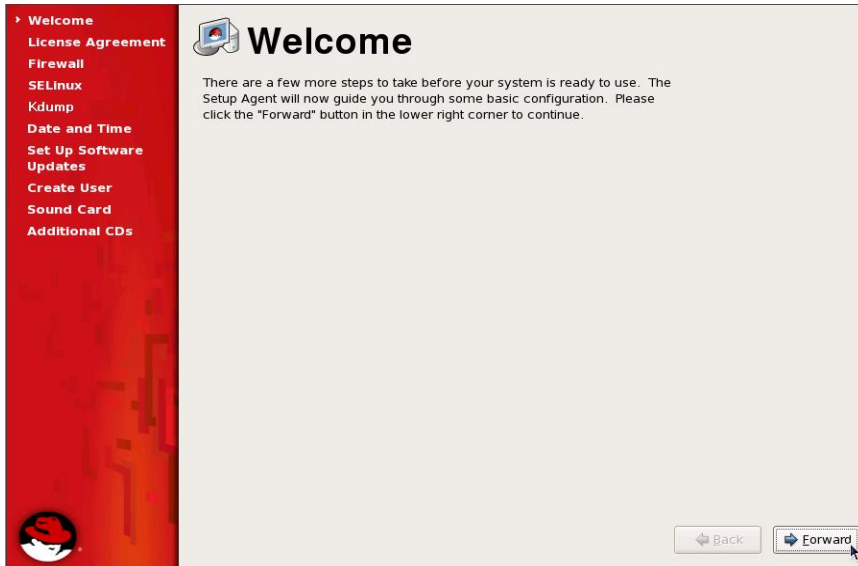 Welcome
License Agreement
Firewall
SELinux
Kdump
Date and Time
Set Up Software
Updates
Create User
Sound Card
Additional CDs
Welcome
There are a few more steps to take before your system is ready to use. The
Setup Agent will now guide you through some basic configuration. Please
click the "Forward" button in the lower right corner to continue.
Back
Forward